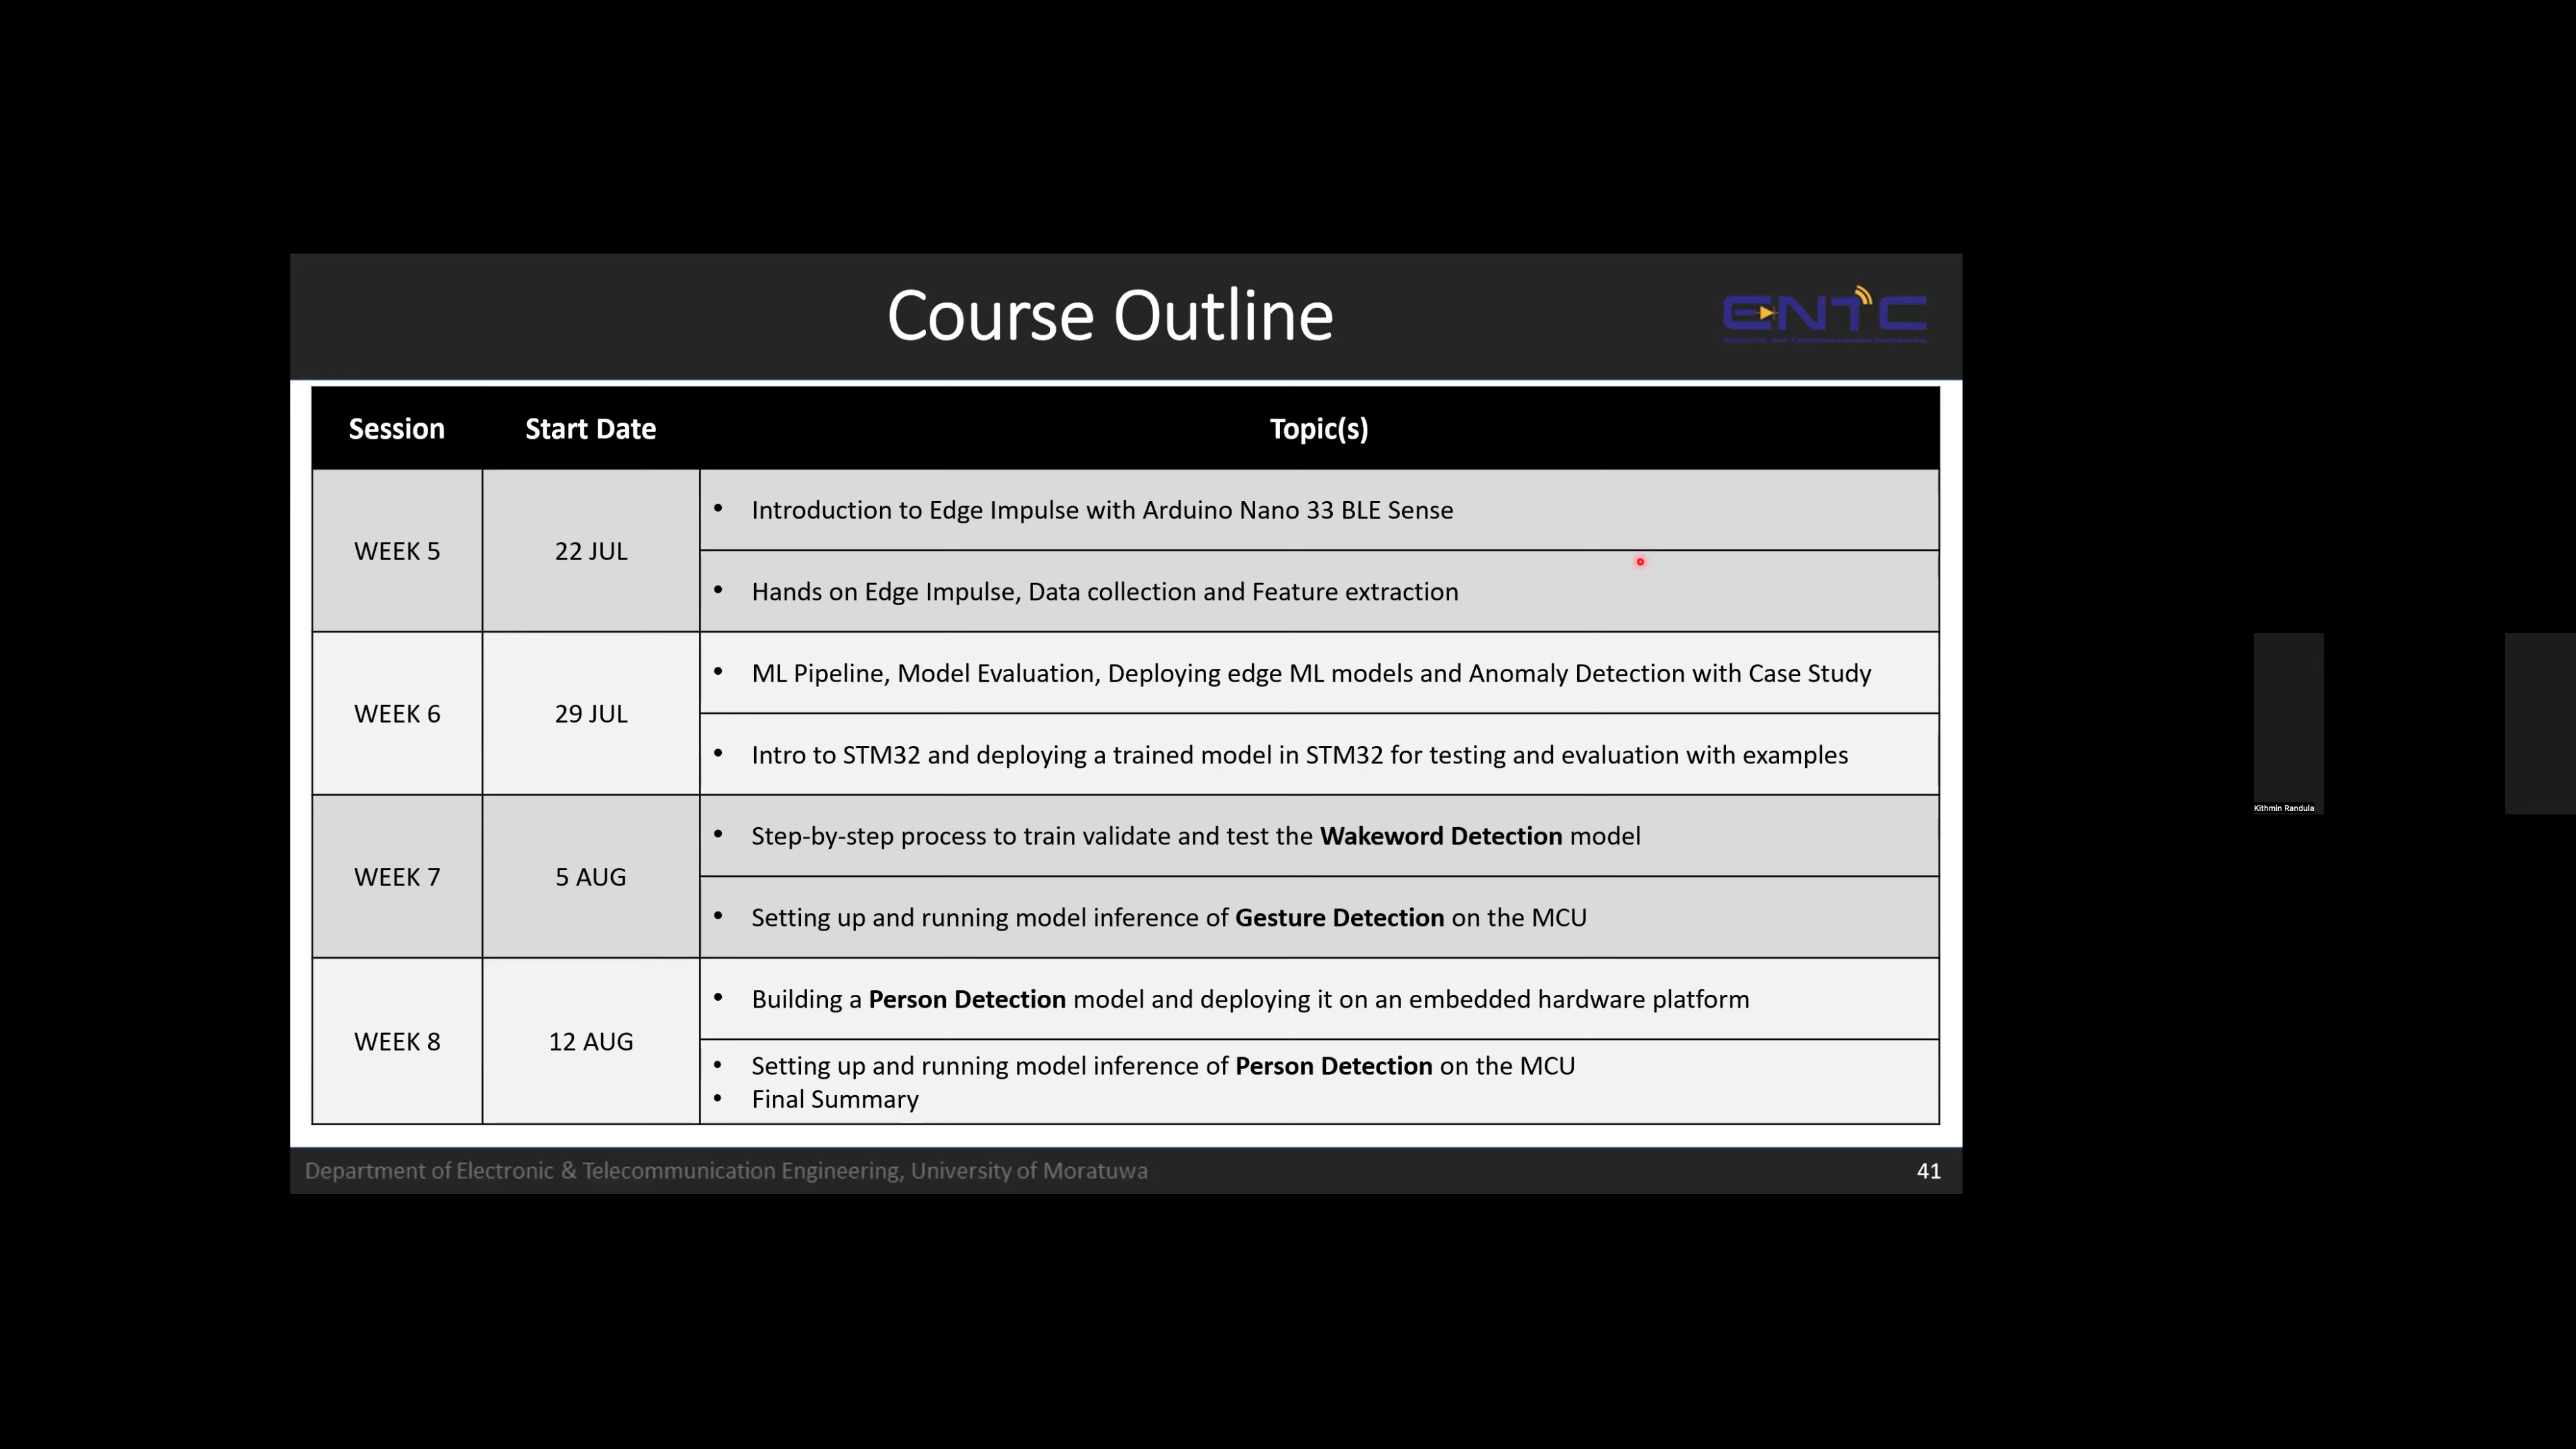 Course Outline
ENTC
Electronic and Telecommunication Engineering
Session
Start Date
Topic(s)
WEEK 5
22 JUL
• Introduction to Edge Impulse with Arduino Nano 33 BLE Sense
• Hands on Edge Impulse, Data collection and Feature extraction
WEEK 6
29 JUL
• ML Pipeline, Model Evaluation, Deploying edge ML models and Anomaly Detection with Case Study
• Intro to STM32 and deploying a trained model in STM32 for testing and evaluation with examples
WEEK 7
5 AUG
• Step-by-step process to train validate and test the Wakeword Detection model
• Setting up and running model inference of Gesture Detection on the MCU
WEEK 8
12 AUG
• Building a Person Detection model and deploying it on an embedded hardware platform
• Setting up and running model inference of Person Detection on the MCU
• Final Summary
Department of Electronic & Telecommunication Engineering, University of Moratuwa
41
Kithmin Randula